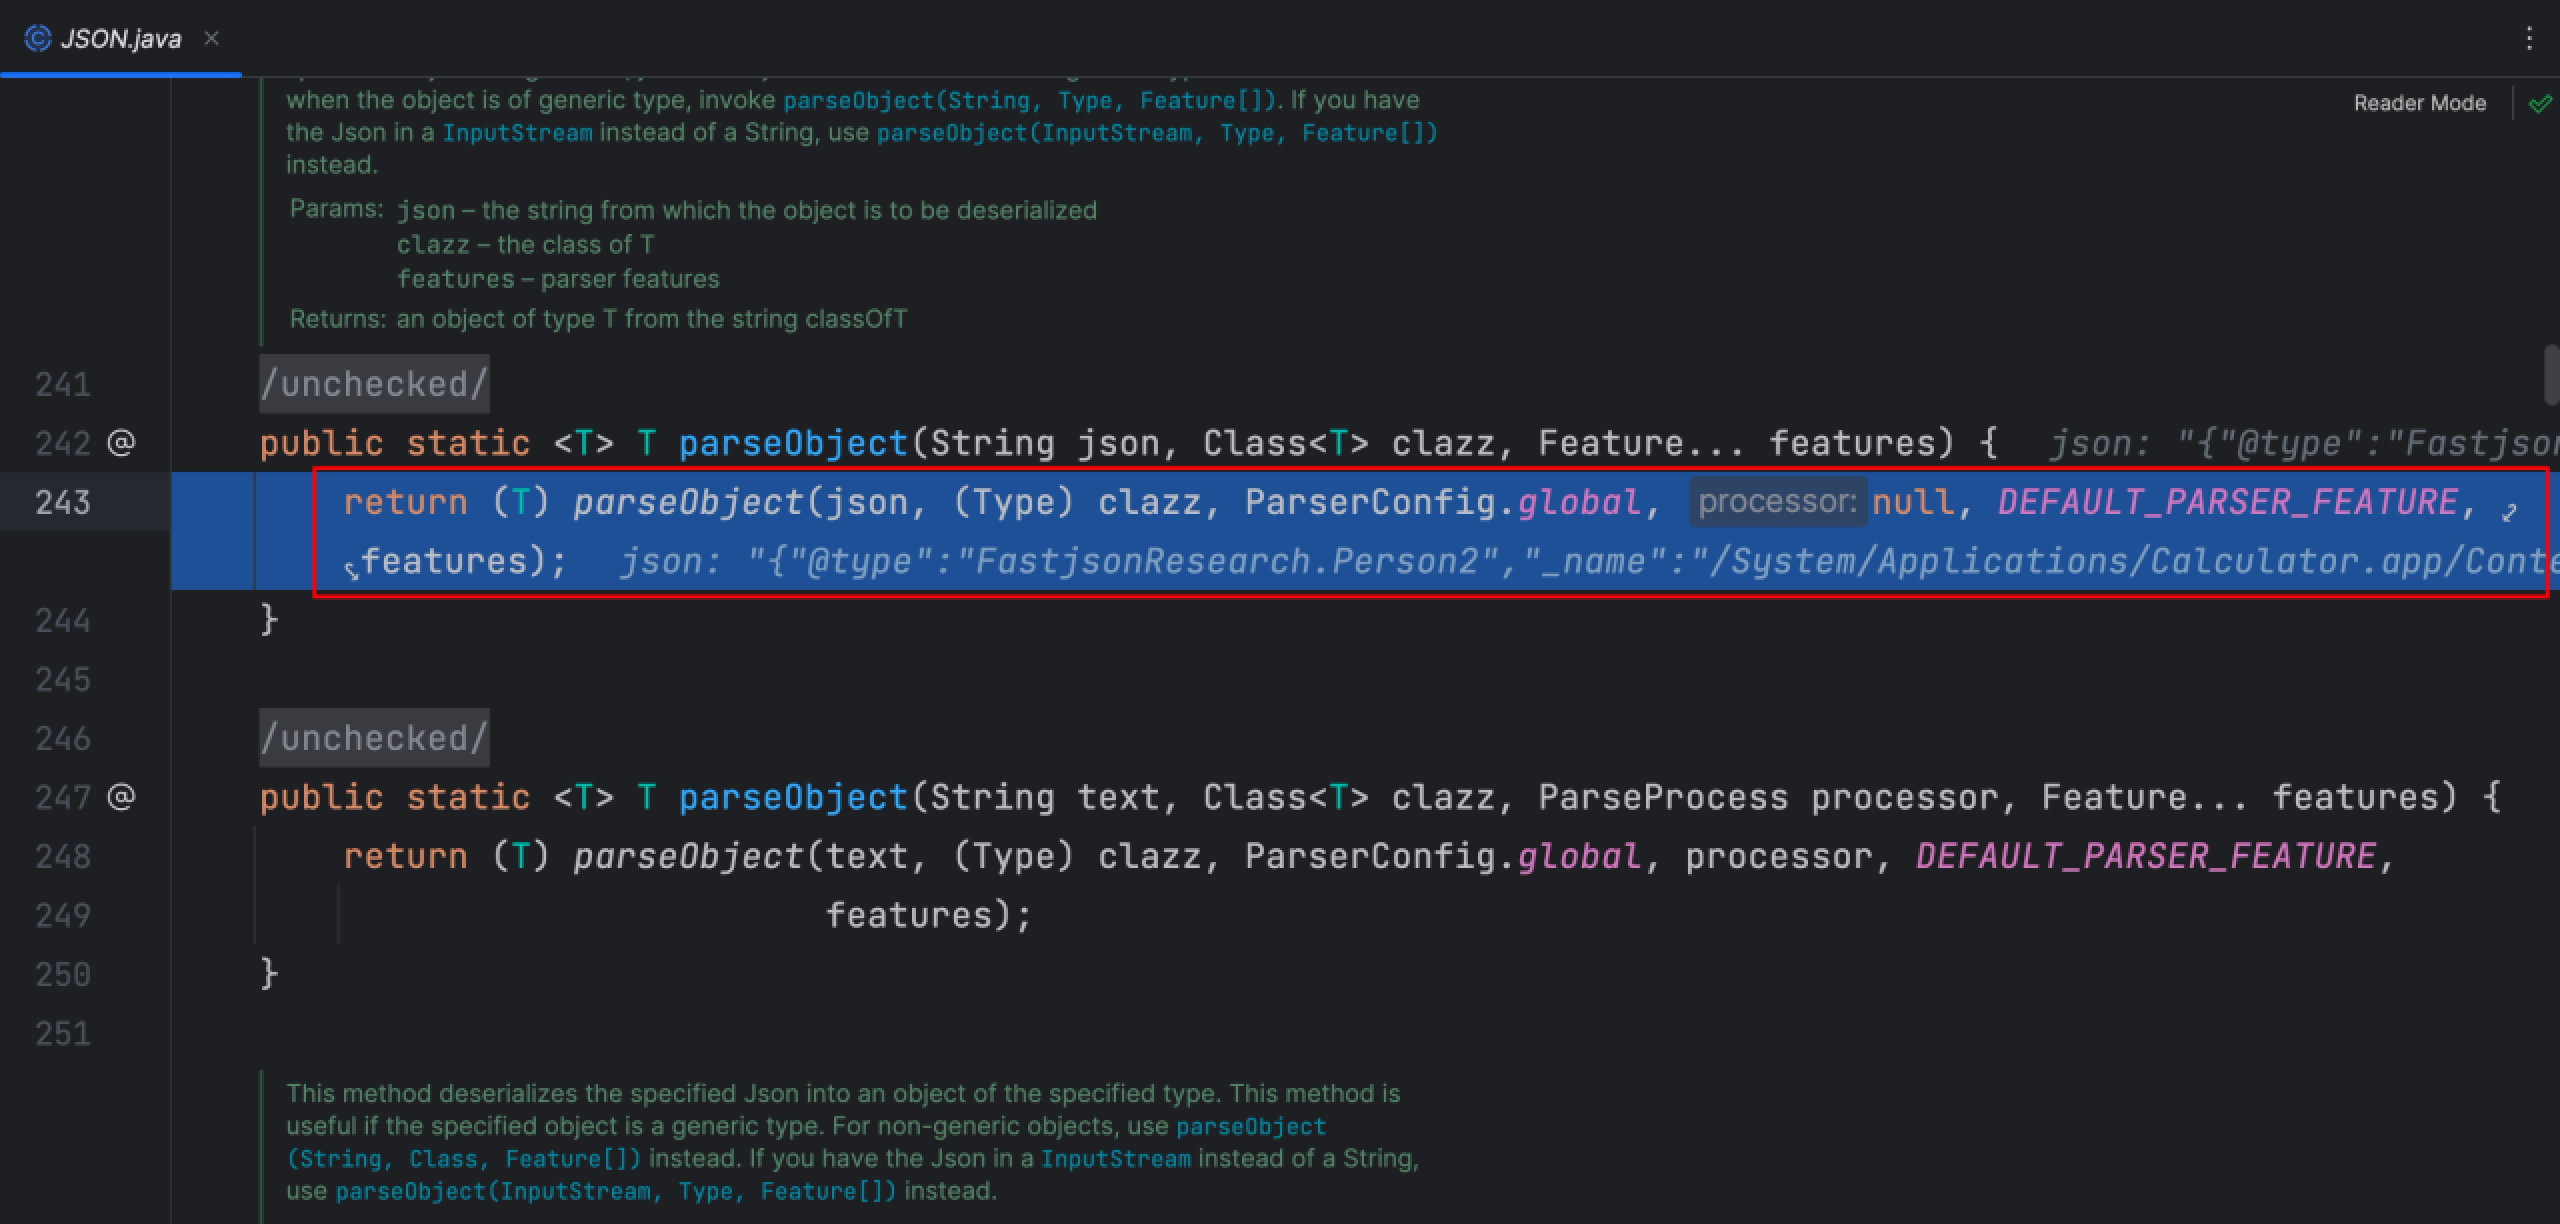 JSON.java
Reader Mode
when the object is of generic type, invoke parseObject(String, Type, Feature[]). If you have
the Json in a InputStream instead of a String, use parseObject(InputStream, Type, Feature[])
instead.
Params: json – the string from which the object is to be deserialized
clazz – the class of T
features – parser features
Returns: an object of type T from the string classOfT
241 /unchecked/
242 @ public static <T> T parseObject(String json, Class<T> clazz, Feature... features) { json: "{"@type":"Fastjson
243 return (T) parseObject(json, (Type) clazz, ParserConfig.global, processor: null, DEFAULT_PARSER_FEATURE,
features); json: "{"@type":"FastjsonResearch.Person2","_name":"/System/Applications/Calculator.app/Conte
244 }
245
246 /unchecked/
247 @ public static <T> T parseObject(String text, Class<T> clazz, ParseProcess processor, Feature... features) {
248 return (T) parseObject(text, (Type) clazz, ParserConfig.global, processor, DEFAULT_PARSER_FEATURE,
249 features);
250 }
251
This method deserializes the specified Json into an object of the specified type. This method is
useful if the specified object is a generic type. For non-generic objects, use parseObject
(String, Class, Feature[]) instead. If you have the Json in a InputStream instead of a String,
use parseObject(InputStream, Type, Feature[]) instead.